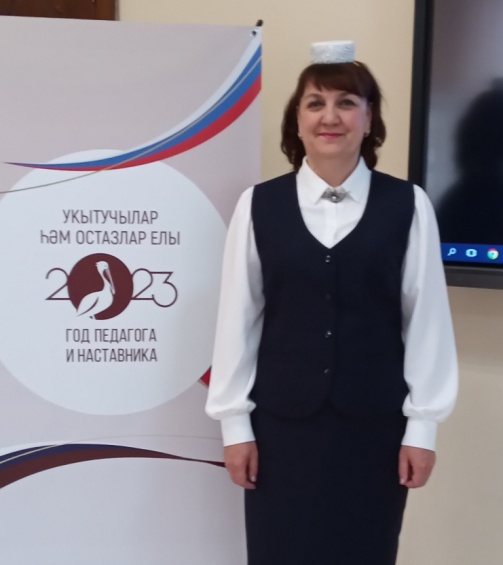 УКЫТУЧЫЛАР
ҺӘМ ОСТАЗЛАР ЕЛЫ
2023
ГОД ПЕДАГОГА
И НАСТАВНИКА